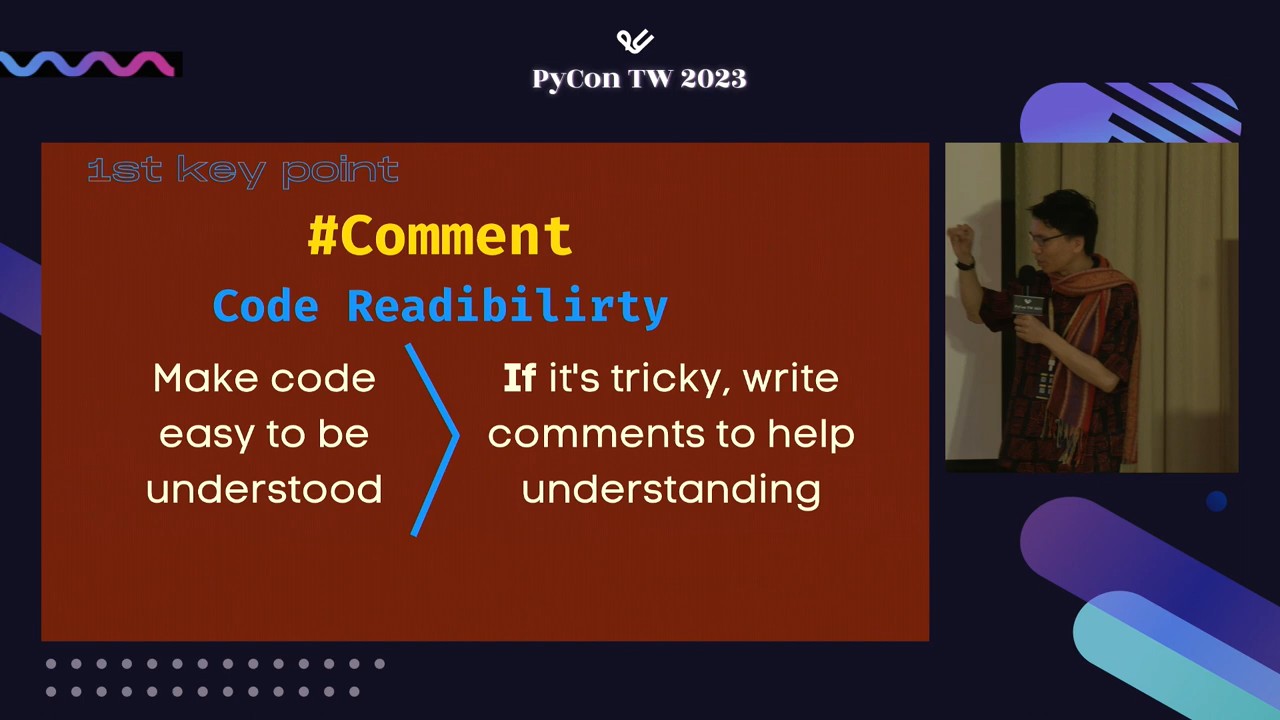 PyCon TW 2023
1st key point
#Comment
Code Readibilirty
Make code
easy to be
understood
If it's tricky, write
comments to help
understanding